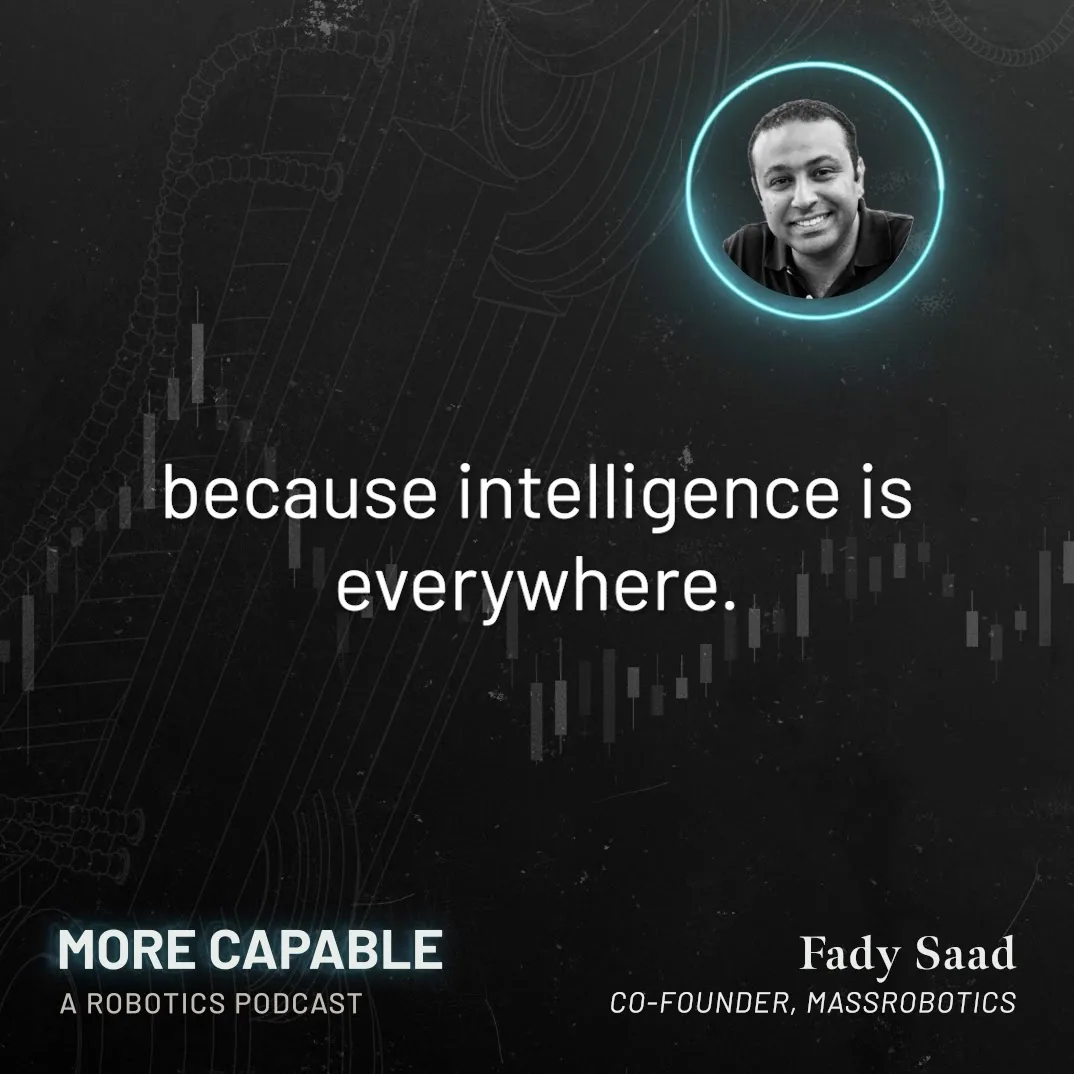 because intelligence is
everywhere.
MORE CAPABLE
A ROBOTICS PODCAST
Fady Saad
CO-FOUNDER, MASSROBOTICS